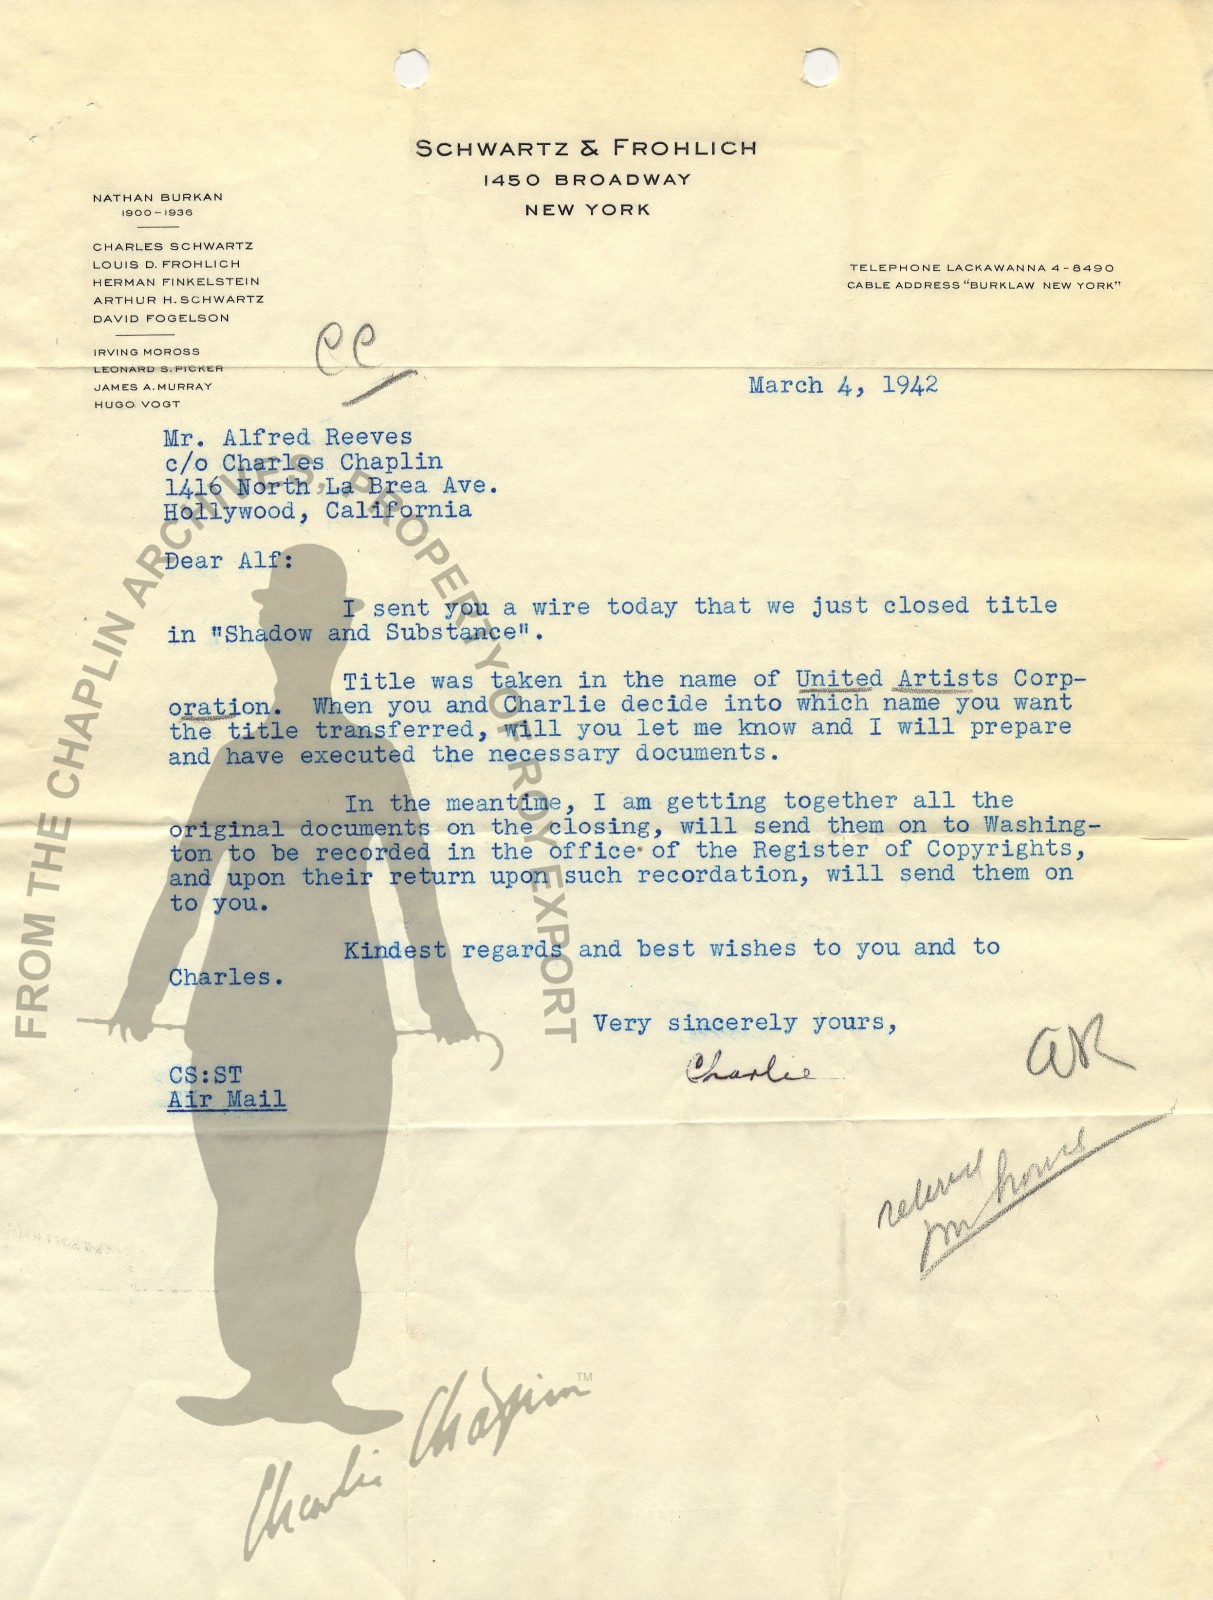 SCHWARTZ & FROHLICH
1450 BROADWAY
NEW YORK
NATHAN BURKAN
1900-1936
CHARLES SCHWARTZ
LOUIS D. FROHLICH
HERMAN FINKELSTEIN
ARTHUR H. SCHWARTZ
DAVID FOGELSON
IRVING MOROSS
LEONARD S. PICKER
JAMES A. MURRAY
HUGO VOGT
TELEPHONE LACKAWANNA 4-8490
CABLE ADDRESS "BURKLAW NEW YORK"
CC
March 4, 1942
Mr. Alfred Reeves
c/o Charles Chaplin
1416 North La Brea Ave.
Hollywood, California
Dear Alf:
I sent you a wire today that we just closed title
in "Shadow and Substance".
Title was taken in the name of United Artists Corp-
oration. When you and Charlie decide into which name you want
the title transferred, will you let me know and I will prepare
and have executed the necessary documents.
In the meantime, I am getting together all the
original documents on the closing, will send them on to Washing-
ton to be recorded in the office of the Register of Copyrights,
and upon their return upon such recordation, will send them on
to you.
Kindest regards and best wishes to you and to
Charles.
Very sincerely yours,
Charlie
AR
CS:ST
Air Mail
FROM THE CHAPLIN ARCHIVES, PROPERTY OF ROY EXPORT
Charlie Chaplin™